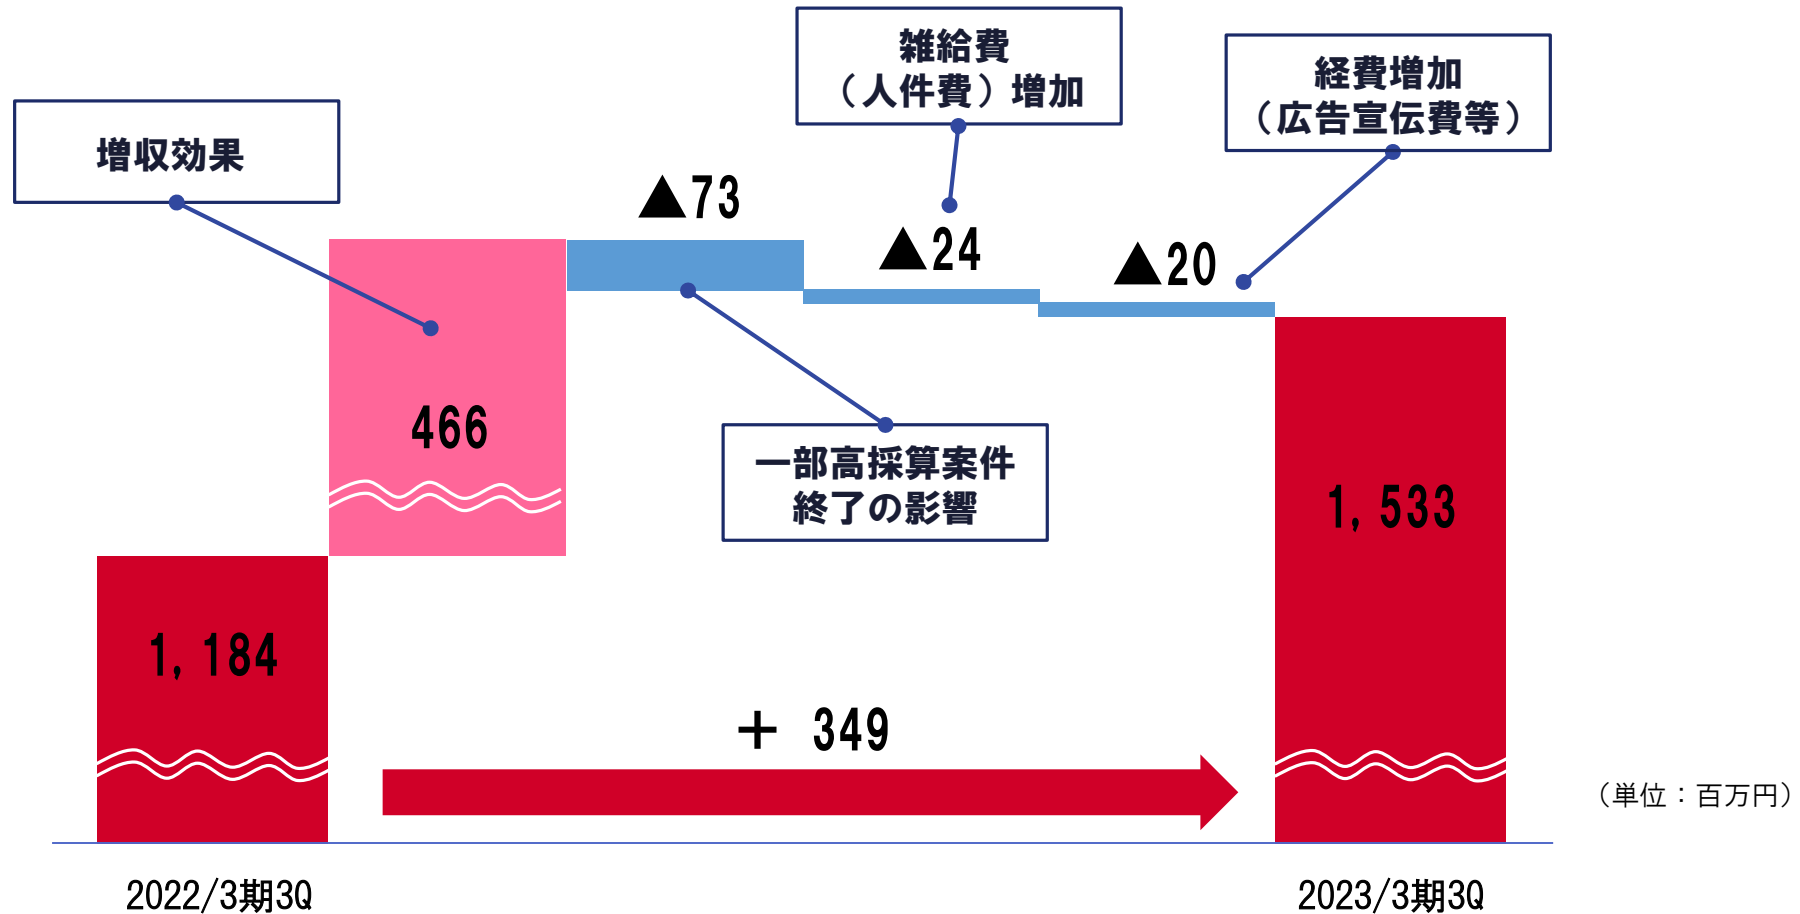 雑給費
（人件費）増加
経費増加
（広告宣伝費等）
増収効果
▲73
▲24
▲20
466
一部高採算案件
終了の影響
1,533
1,184
＋ 349
（単位：百万円）
2022/3期3Q
2023/3期3Q